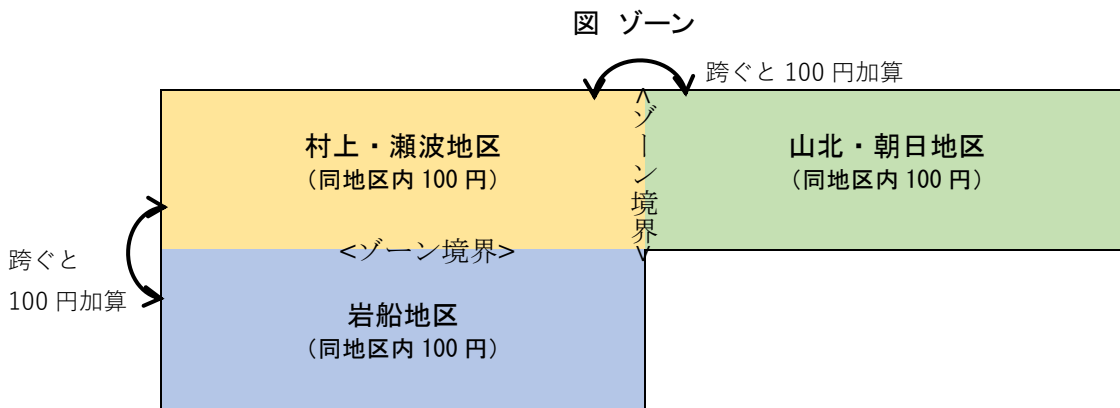 図 ゾーン
跨ぐと 100 円加算
村上・瀬波地区
（同地区内 100 円）
<ゾーン境界>
山北・朝日地区
（同地区内 100 円）
<ゾーン境界>
跨ぐと
100 円加算
岩船地区
（同地区内 100 円）